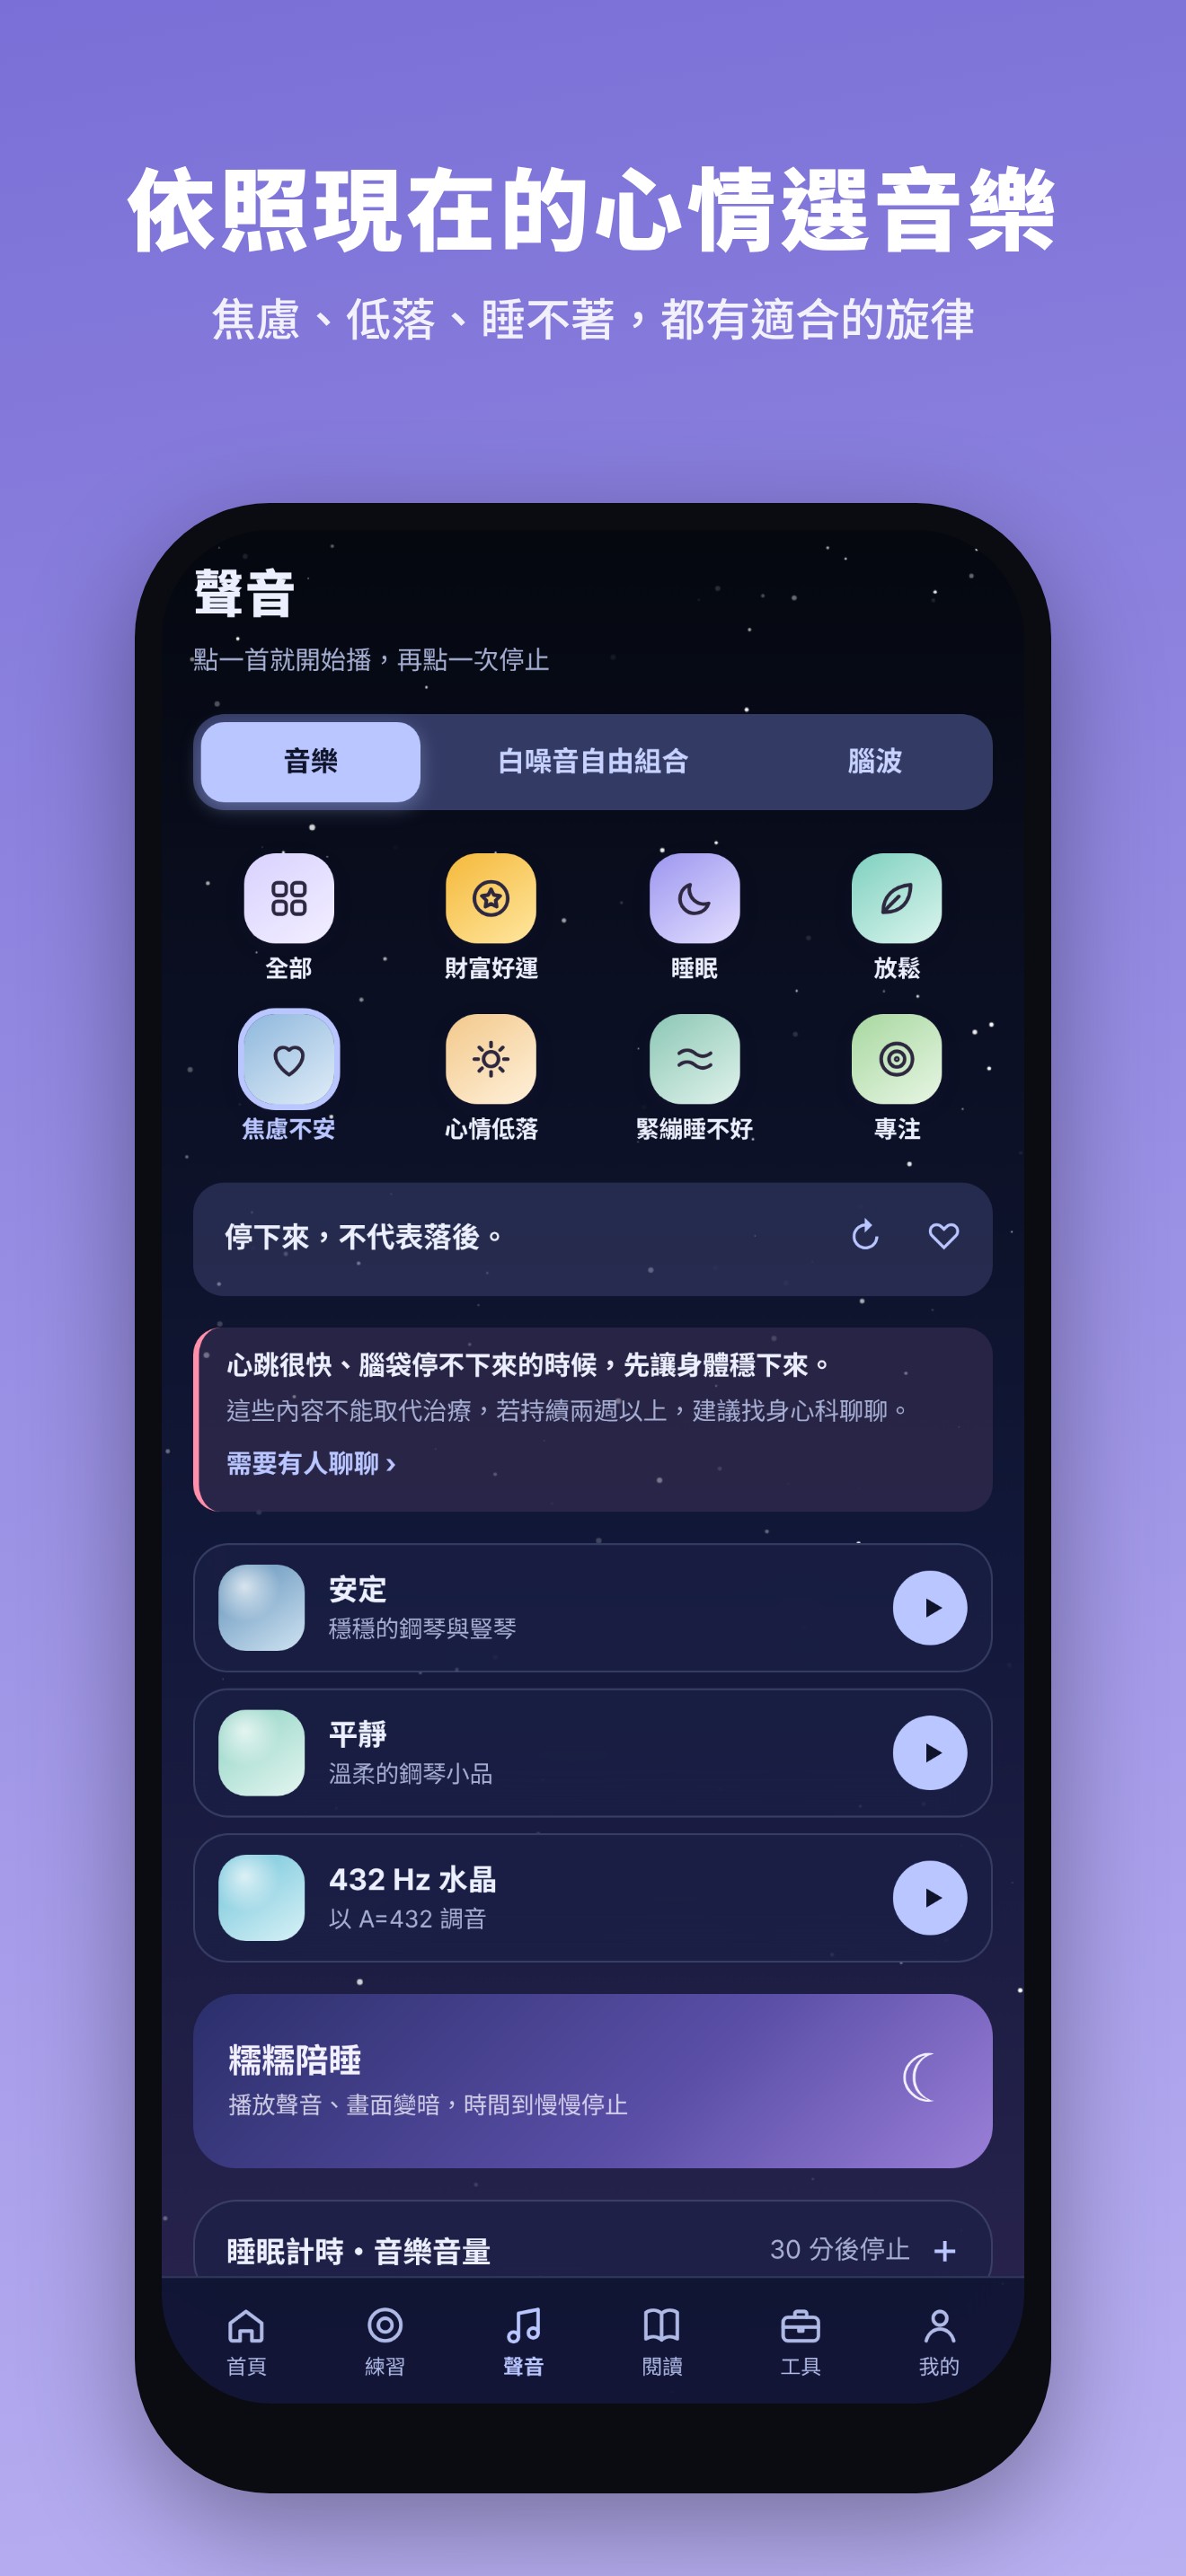 依照現在的心情選音樂
焦慮、低落、睡不著，都有適合的旋律
聲音
點一首就開始播，再點一次停止
音樂
白噪音自由組合
腦波
全部
財富好運
睡眠
放鬆
焦慮不安
心情低落
緊繃睡不好
專注
停下來，不代表落後。
心跳很快、腦袋停不下來的時候，先讓身體穩下來。
這些內容不能取代治療，若持續兩週以上，建議找身心科聊聊。
需要有人聊聊 ›
安定
穩穩的鋼琴與豎琴
平靜
溫柔的鋼琴小品
432 Hz 水晶
以 A=432 調音
糯糯陪睡
播放聲音、畫面變暗，時間到慢慢停止
睡眠計時・音樂音量
30 分後停止 +
首頁
練習
聲音
閱讀
工具
我的